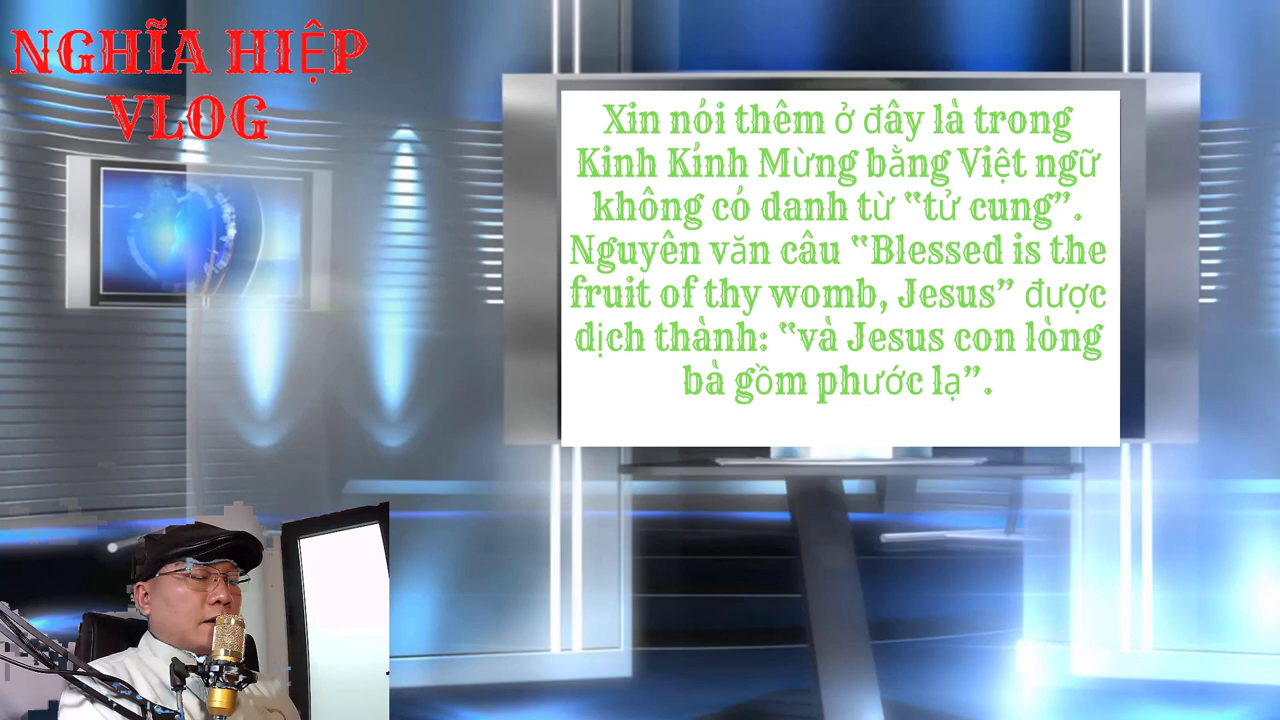 NGHĨA HIỆP
VLOG
Xin nói thêm ở đây là trong
Kinh Kính Mừng bằng Việt ngữ
không có danh từ “tử cung”.
Nguyên văn câu “Blessed is the
fruit of thy womb, Jesus” được
dịch thành: “và Jesus con lòng
bà gồm phước lạ”.